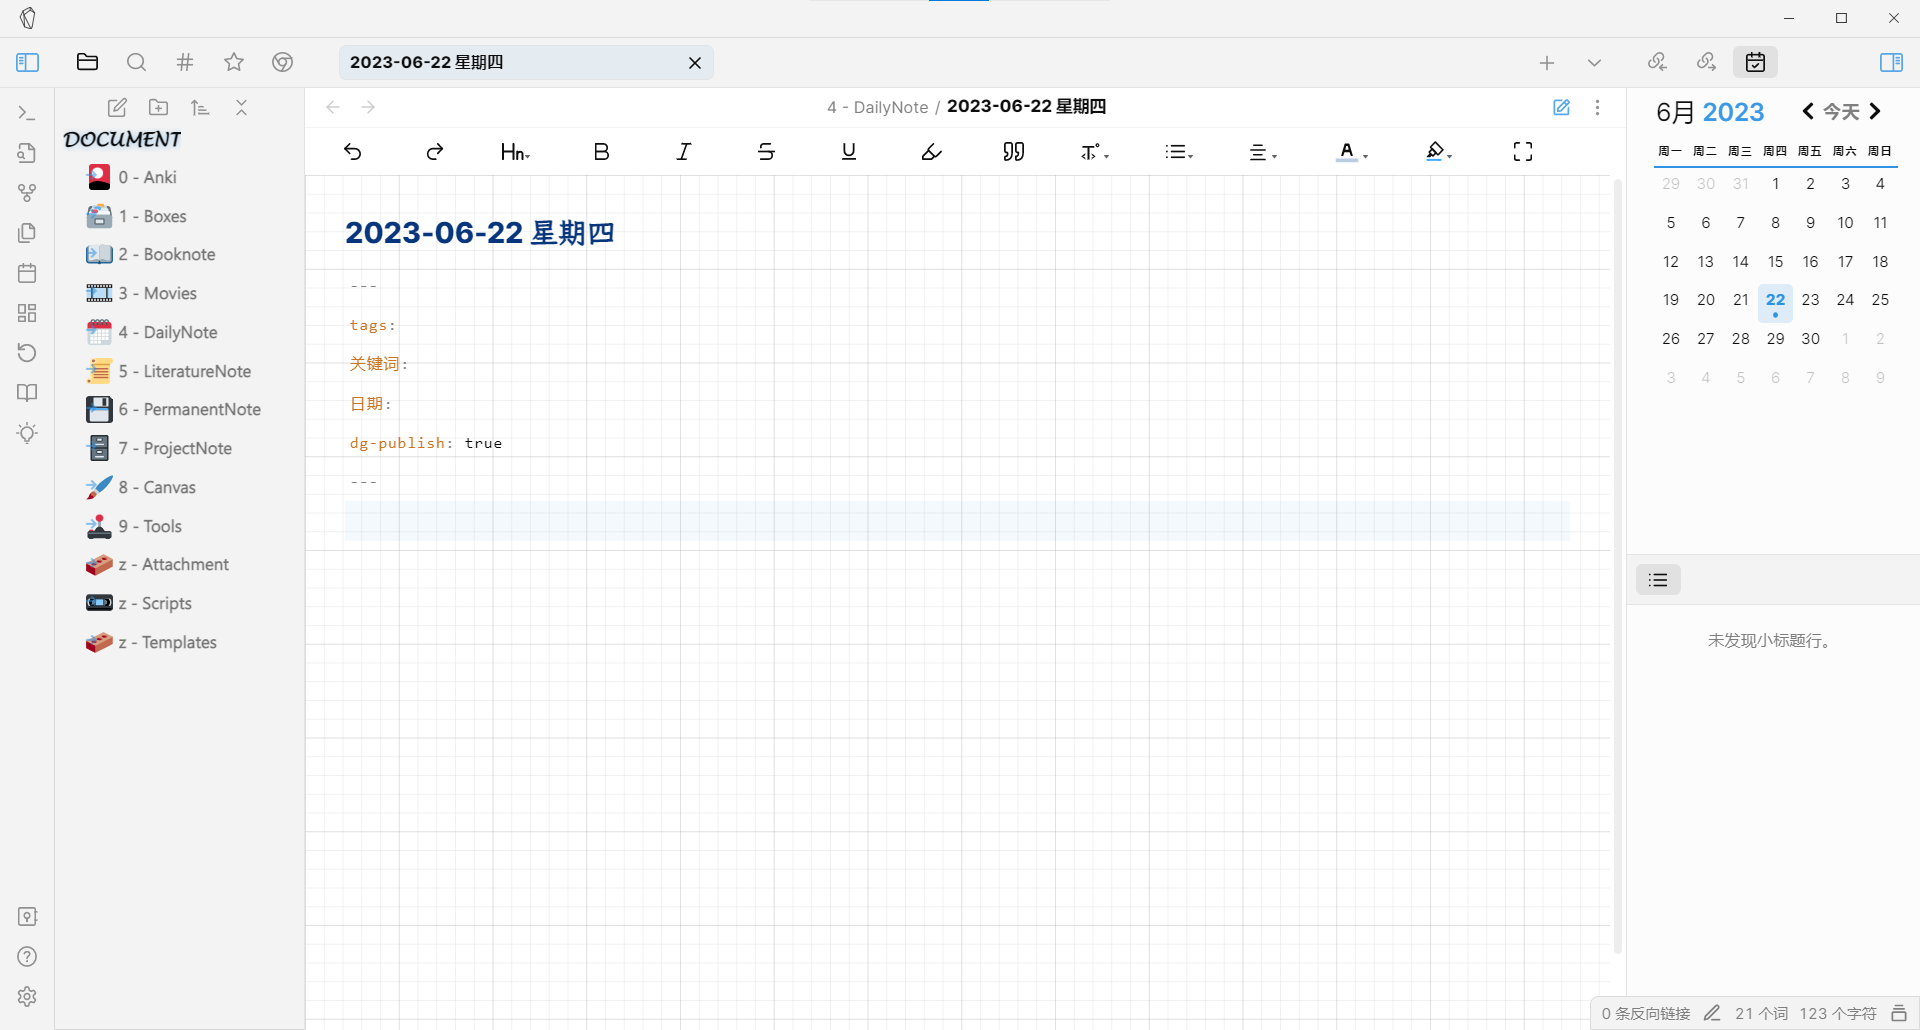 2023-06-22 星期四
DOCUMENT
0 - Anki
1 - Boxes
2 - Booknote
3 - Movies
4 - DailyNote
5 - LiteratureNote
6 - PermanentNote
7 - ProjectNote
8 - Canvas
9 - Tools
z - Attachment
z - Scripts
z - Templates
4 - DailyNote / 2023-06-22 星期四
2023-06-22 星期四
---
tags:
关键词:
日期:
dg-publish: true
---
6月 2023 今天
周一 周二 周三 周四 周五 周六 周日
29 30 31 1 2 3 4
5 6 7 8 9 10 11
12 13 14 15 16 17 18
19 20 21 22 23 24 25
26 27 28 29 30 1 2
3 4 5 6 7 8 9
未发现小标题行。
0 条反向链接 21 个词 123 个字符